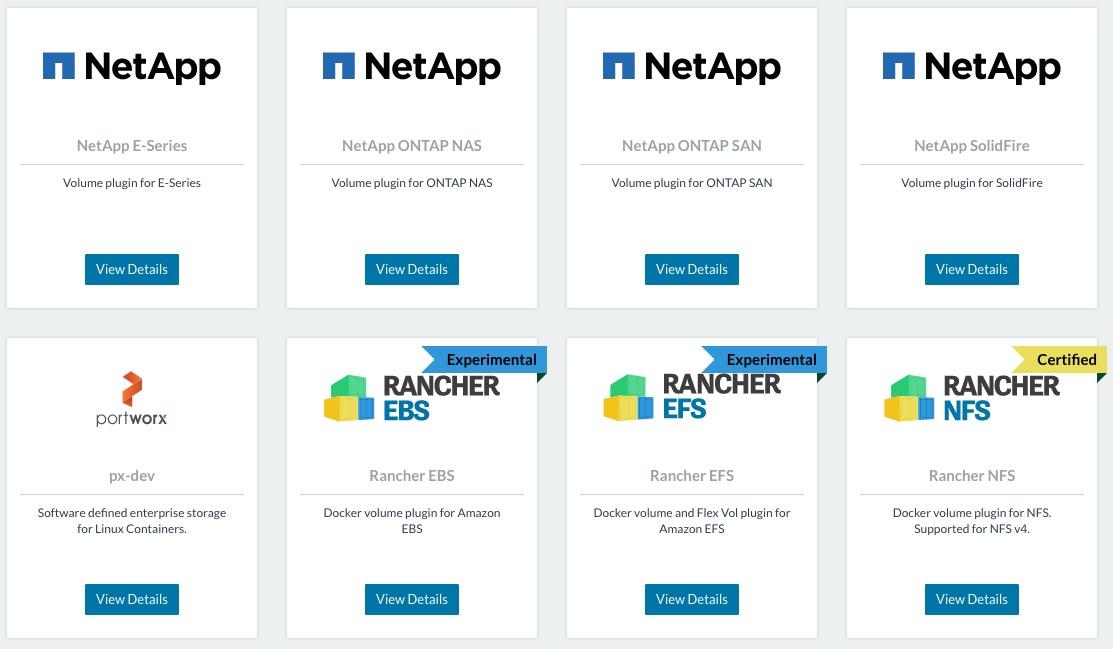 NetApp
NetApp E-Series
Volume plugin for E-Series
View Details
NetApp
NetApp ONTAP NAS
Volume plugin for ONTAP NAS
View Details
NetApp
NetApp ONTAP SAN
Volume plugin for ONTAP SAN
View Details
NetApp
NetApp SolidFire
Volume plugin for SolidFire
View Details
portworx
px-dev
Software defined enterprise storage
for Linux Containers.
View Details
Experimental
RANCHER
EBS
Rancher EBS
Docker volume plugin for Amazon
EBS
View Details
Experimental
RANCHER
EFS
Rancher EFS
Docker volume and Flex Vol plugin for
Amazon EFS
View Details
Certified
RANCHER
NFS
Rancher NFS
Docker volume plugin for NFS.
Supported for NFS v4.
View Details